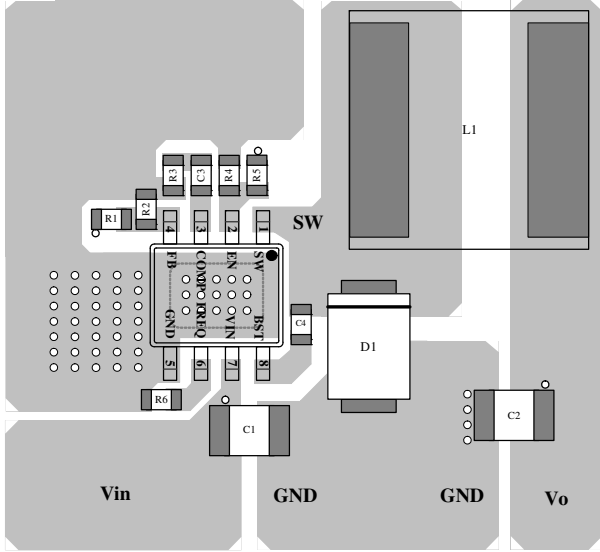 L1
R3
C3
R4
R5
R2
R1
SW
4
3
2
1
FB
COMP
EN
SW
GND
FREQ
VIN
BST
C4
D1
5
6
7
8
R6
C1
C2
Vin
GND
GND
Vo